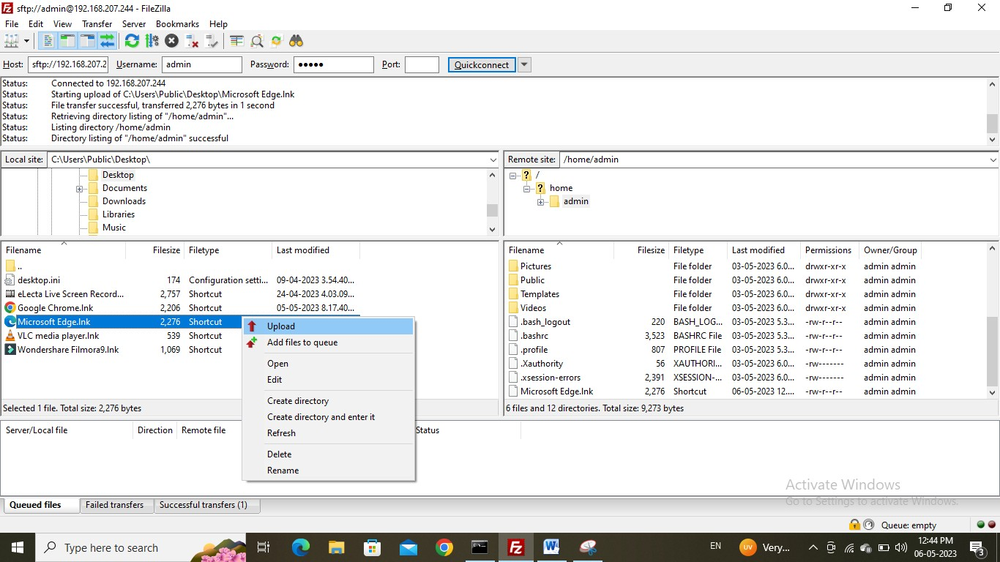 sftp://admin@192.168.207.244 - FileZilla
File Edit View Transfer Server Bookmarks Help
Host: sftp://192.168.207.2 Username: admin Password: ●●●●● Port: Quickconnect
Status: Connected to 192.168.207.244
Status: Starting upload of C:\Users\Public\Desktop\Microsoft Edge.lnk
Status: File transfer successful, transferred 2,276 bytes in 1 second
Status: Retrieving directory listing of "/home/admin"...
Status: Listing directory /home/admin
Status: Directory listing of "/home/admin" successful
Local site: C:\Users\Public\Desktop\
Desktop
Documents
Downloads
Libraries
Music
Filename Filesize Filetype Last modified
..
desktop.ini 174 Configuration setti... 09-04-2023 3.54.40...
eLecta Live Screen Record... 2,757 Shortcut 24-04-2023 4.03.09...
Google Chrome.lnk 2,206 Shortcut 05-05-2023 8.17.40...
Microsoft Edge.lnk 2,276 Shortcut
VLC media player.lnk 539 Shortcut
Wondershare Filmora9.lnk 1,069 Shortcut
Selected 1 file. Total size: 2,276 bytes
Upload
Add files to queue
Open
Edit
Create directory
Create directory and enter it
Refresh
Delete
Rename
Remote site: /home/admin
/
home
admin
Filename Filesize Filetype Last modified Permissions Owner/Group
Pictures File folder 03-05-2023 6.0... drwxr-xr-x admin admin
Public File folder 03-05-2023 6.0... drwxr-xr-x admin admin
Templates File folder 03-05-2023 6.0... drwxr-xr-x admin admin
Videos File folder 03-05-2023 6.0... drwxr-xr-x admin admin
.bash_logout 220 BASH_LOG... 03-05-2023 5.3... -rw-r--r-- admin admin
.bashrc 3,523 BASHRC File 03-05-2023 5.3... -rw-r--r-- admin admin
.profile 807 PROFILE File 03-05-2023 5.3... -rw-r--r-- admin admin
.Xauthority 56 XAUTHORI... 03-05-2023 6.0... -rw------- admin admin
.xsession-errors 2,391 XSESSION-... 03-05-2023 6.0... -rw------- admin admin
Microsoft Edge.lnk 2,276 Shortcut 06-05-2023 12.... -rw-r--r-- admin admin
6 files and 12 directories. Total size: 9,273 bytes
Server/Local file Direction Remote file Status
Activate Windows
Go to Settings to activate Windows.
Queued files Failed transfers Successful transfers (1)
Queue: empty
Type here to search
EN UV Very... 12:44 PM
06-05-2023 3